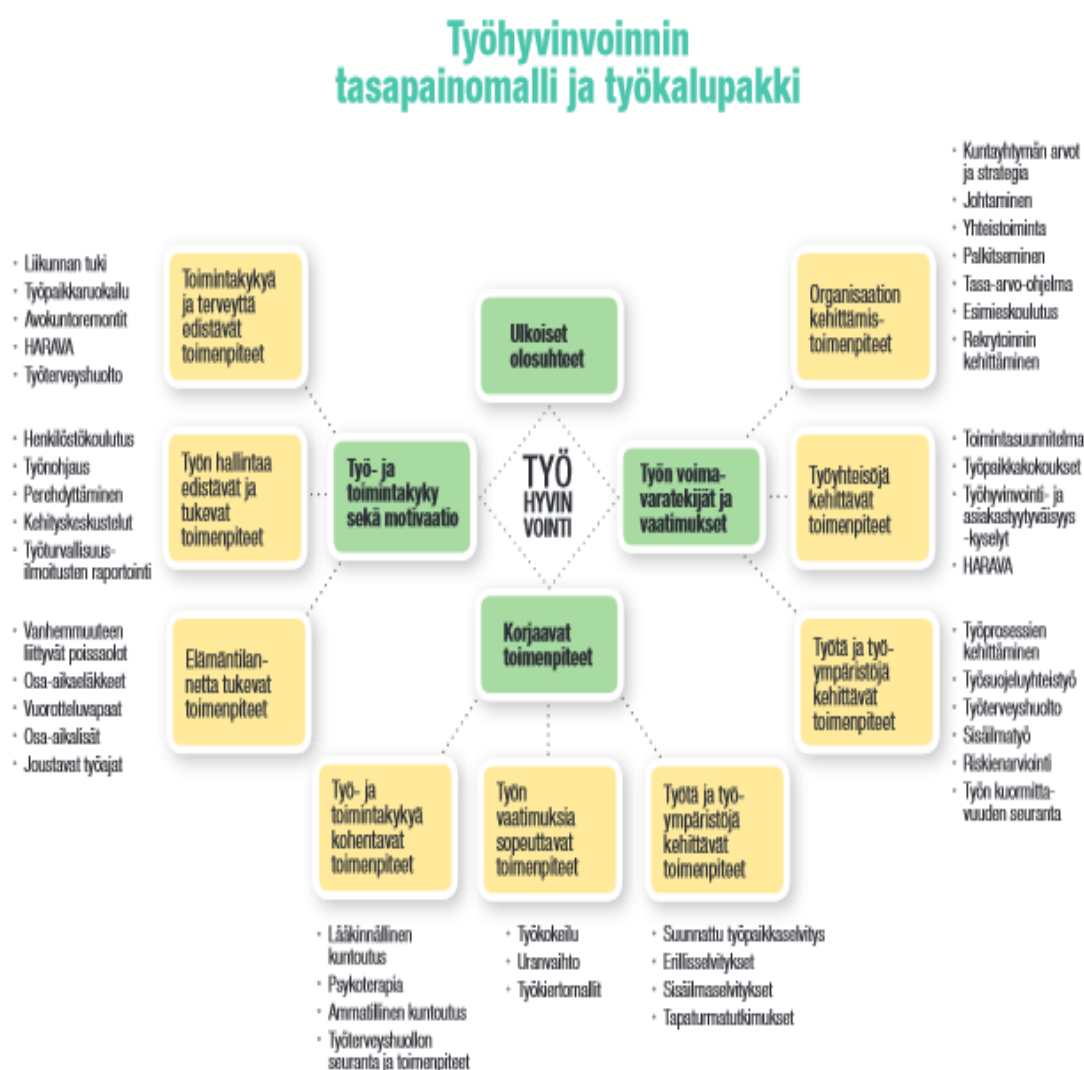 Työhyvinvoinnin
tasapainomalli ja työkalupakki
• Liikunnan tuki
• Työpaikkaruokailu
• Avokuntoremontit
• HARAVA
• Työterveyshuolto
Toimintakykyä
ja terveyttä
edistävät
toimenpiteet
• Henkilöstökoulutus
• Työnohjaus
• Perehdyttäminen
• Kehityskeskustelut
• Työturvallisuus-
ilmoitusten raportointi
Työn hallintaa
edistävät ja
tukevat
toimenpiteet
• Vanhemmuuteen
liittyvät poissaolot
• Osa-aikaeläkkeet
• Vuorotteluvapaat
• Osa-aikalisät
• Joustavat työajat
Elämäntilan-
netta tukevat
toimenpiteet
Työ- ja
toimintakyky
sekä motivaatio
Ulkoiset
olosuhteet
TYÖ
HYVIN
VOINTI
Työn voima-
varatekijät ja
vaatimukset
Korjaavat
toimenpiteet
Organisaation
kehittämis-
toimenpiteet
• Kuntayhtymän arvot
ja strategia
• Johtaminen
• Yhteistoiminta
• Palkitseminen
• Tasa-arvo-ohjelma
• Esimieskoulutus
• Rekrytoinnin
kehittäminen
Työyhteisöjä
kehittävät
toimenpiteet
• Toimintasuunnitelma
• Työpaikkakokoukset
• Työhyvinvointi- ja
asiakastyytyväisyys
-kyselyt
• HARAVA
Työtä ja työ-
ympäristöjä
kehittävät
toimenpiteet
• Työprosessien
kehittäminen
• Työsuojeluyhteistyö
• Työterveyshuolto
• Sisäilmatyö
• Riskienarviointi
• Työn kuormitta-
vuuden seuranta
Työ- ja
toimintakykyä
kohentavat
toimenpiteet
• Lääkinnällinen
kuntoutus
• Psykoterapia
• Ammatillinen kuntoutus
• Työterveyshuollon
seuranta ja toimenpiteet
Työn
vaatimuksia
sopeuttavat
toimenpiteet
• Työkokeilu
• Uranvaihto
• Työkiertomallit
Työtä ja työ-
ympäristöjä
kehittävät
toimenpiteet
• Suunnattu työpaikkaselvitys
• Erillisselvitykset
• Sisäilmaselvitykset
• Tapaturmatutkimukset